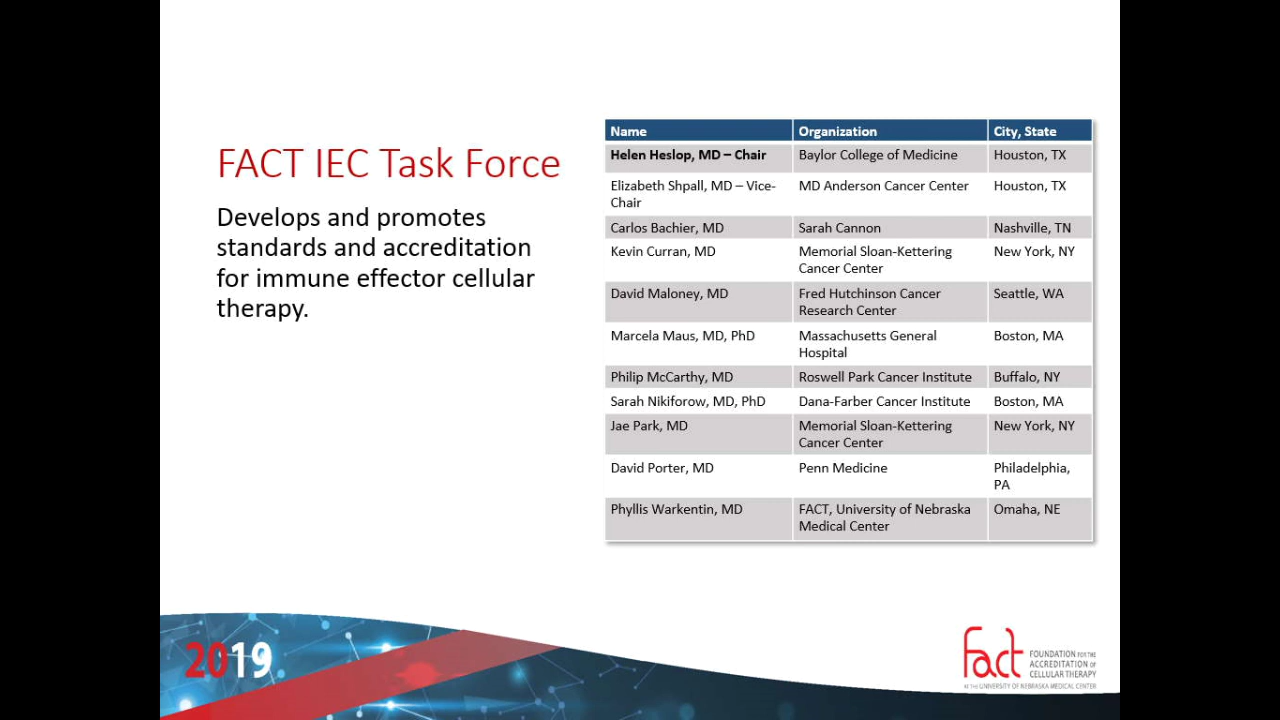 FACT IEC Task Force
Develops and promotes
standards and accreditation
for immune effector cellular
therapy.
Name Organization City, State
Helen Heslop, MD – Chair Baylor College of Medicine Houston, TX
Elizabeth Shpall, MD – Vice-
Chair MD Anderson Cancer Center Houston, TX
Carlos Bachier, MD Sarah Cannon Nashville, TN
Kevin Curran, MD Memorial Sloan-Kettering
Cancer Center New York, NY
David Maloney, MD Fred Hutchinson Cancer
Research Center Seattle, WA
Marcela Maus, MD, PhD Massachusetts General
Hospital Boston, MA
Philip McCarthy, MD Roswell Park Cancer Institute Buffalo, NY
Sarah Nikiforow, MD, PhD Dana-Farber Cancer Institute Boston, MA
Jae Park, MD Memorial Sloan-Kettering
Cancer Center New York, NY
David Porter, MD Penn Medicine Philadelphia,
PA
Phyllis Warkentin, MD FACT, University of Nebraska
Medical Center Omaha, NE
2019
fact
FOUNDATION FOR THE
ACCREDITATION OF
CELLULAR THERAPY
AT THE UNIVERSITY OF NEBRASKA MEDICAL CENTER